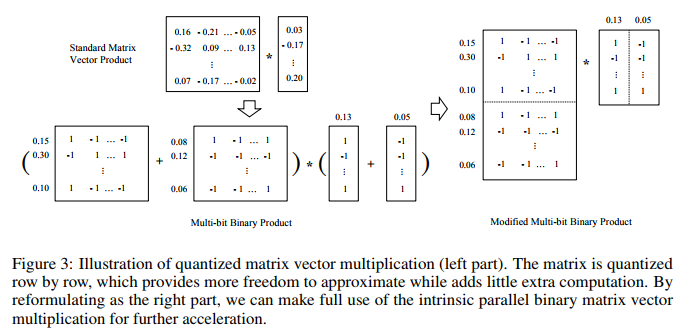 Standard Matrix
Vector Product
0.16 - 0.21 ... - 0.05
- 0.32 0.09 ... 0.13
⋮
0.07 - 0.17 ... - 0.02
*
0.03
- 0.17
⋮
0.20
0.15
0.30
0.10
(
1 - 1 ... -1
-1 1 ... 1
⋮
1 - 1 ... -1
+
0.08
0.12
0.06
1 - 1 ... 1
-1 -1 ... -1
⋮
-1 - 1 ... 1
)
*
(
0.13
1
-1
⋮
1
+
0.05
-1
-1
⋮
1
)
Multi-bit Binary Product
0.15
0.30
0.10
0.08
0.12
0.06
1 - 1 ... -1
-1 1 ... 1
⋮
1 - 1 ... -1
1 - 1 ... 1
-1 -1 ... -1
⋮
-1 - 1 ... 1
*
0.13 0.05
1 -1
-1 -1
⋮ ⋮
1 1
Modified Multi-bit Binary Product
Figure 3: Illustration of quantized matrix vector multiplication (left part). The matrix is quantized
row by row, which provides more freedom to approximate while adds little extra computation. By
reformulating as the right part, we can make full use of the intrinsic parallel binary matrix vector
multiplication for further acceleration.